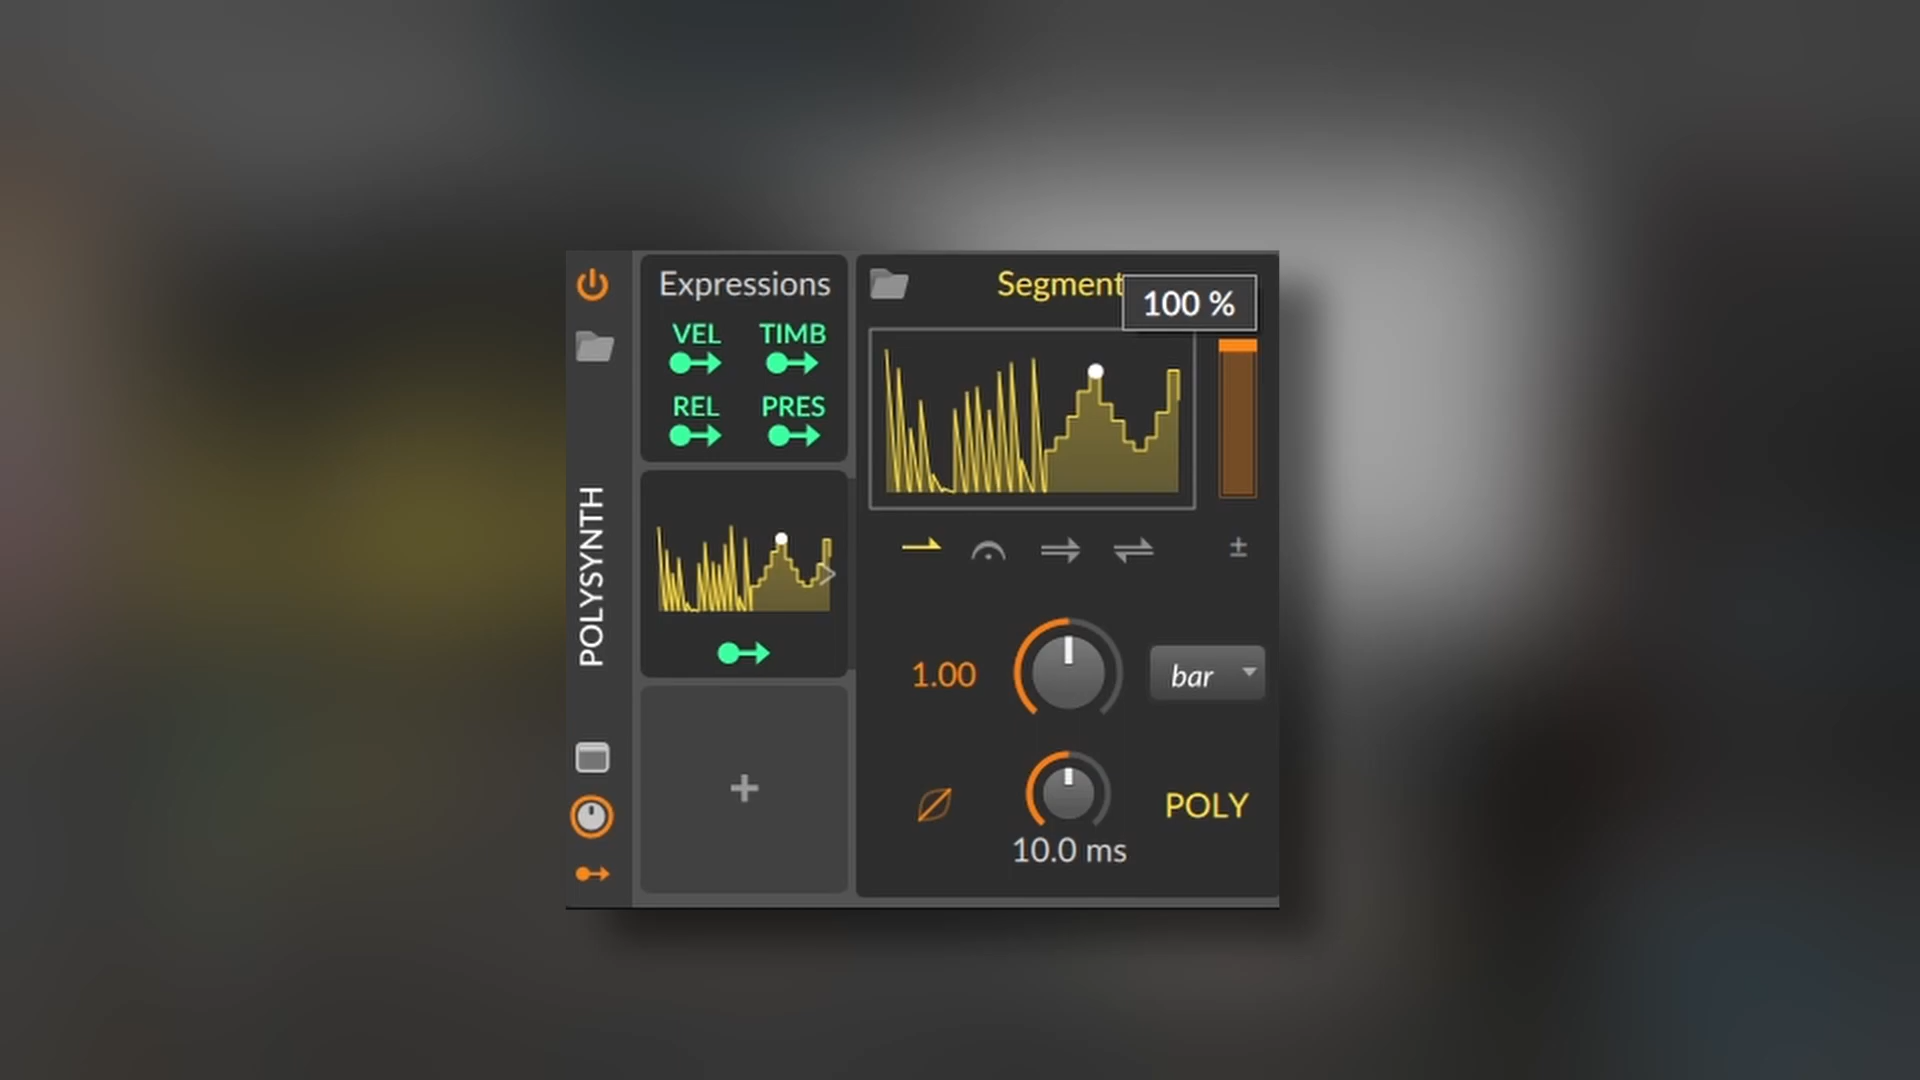 POLYSYNTH
Expressions
VEL TIMB
REL PRES
Segment
100 %
±
1.00
bar
10.0 ms
POLY